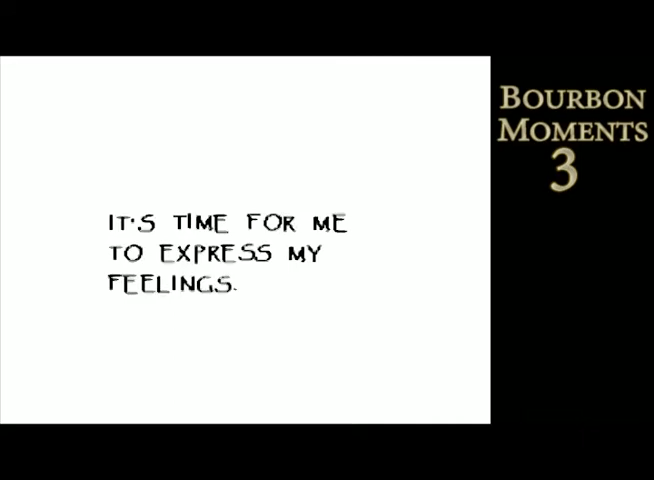 IT'S TIME FOR ME
TO EXPRESS MY
FEELINGS.
BOURBON
MOMENTS
3